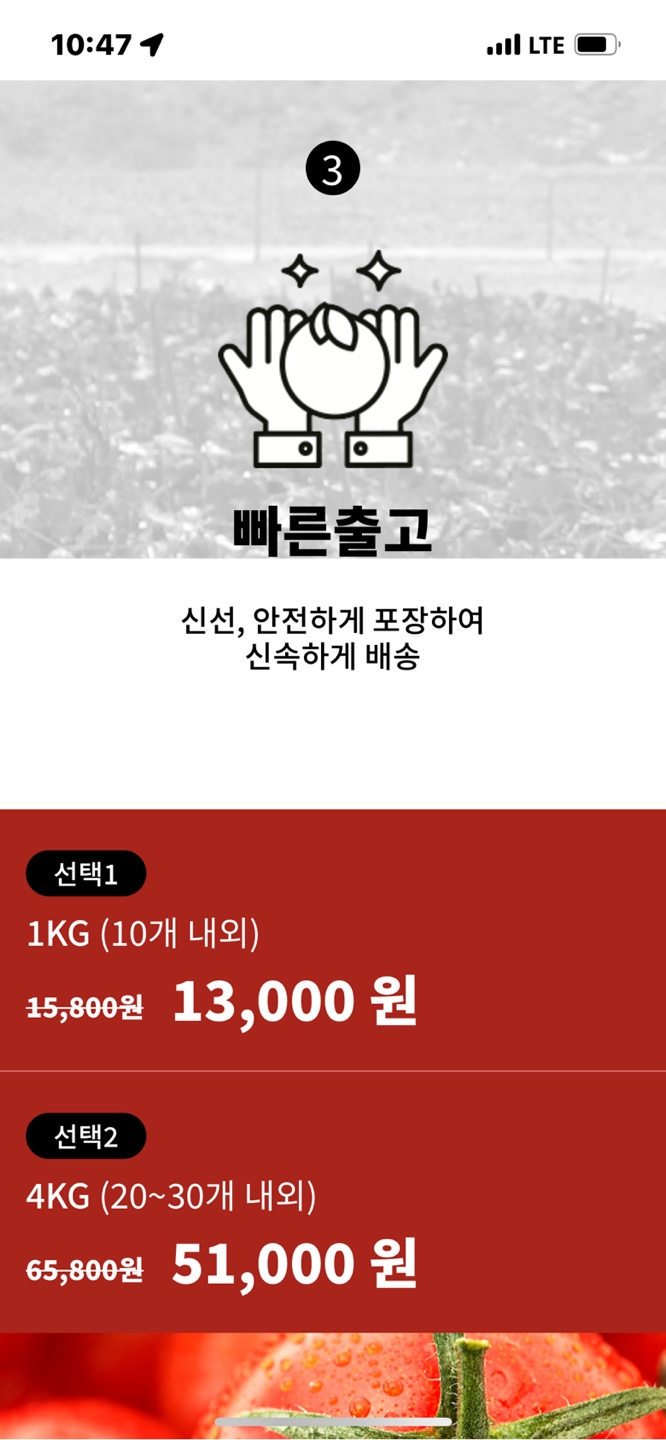 10:47
LTE
3
빠른출고
신선, 안전하게 포장하여
신속하게 배송
선택1
1KG (10개 내외)
15,800원 13,000 원
선택2
4KG (20~30개 내외)
65,800원 51,000 원